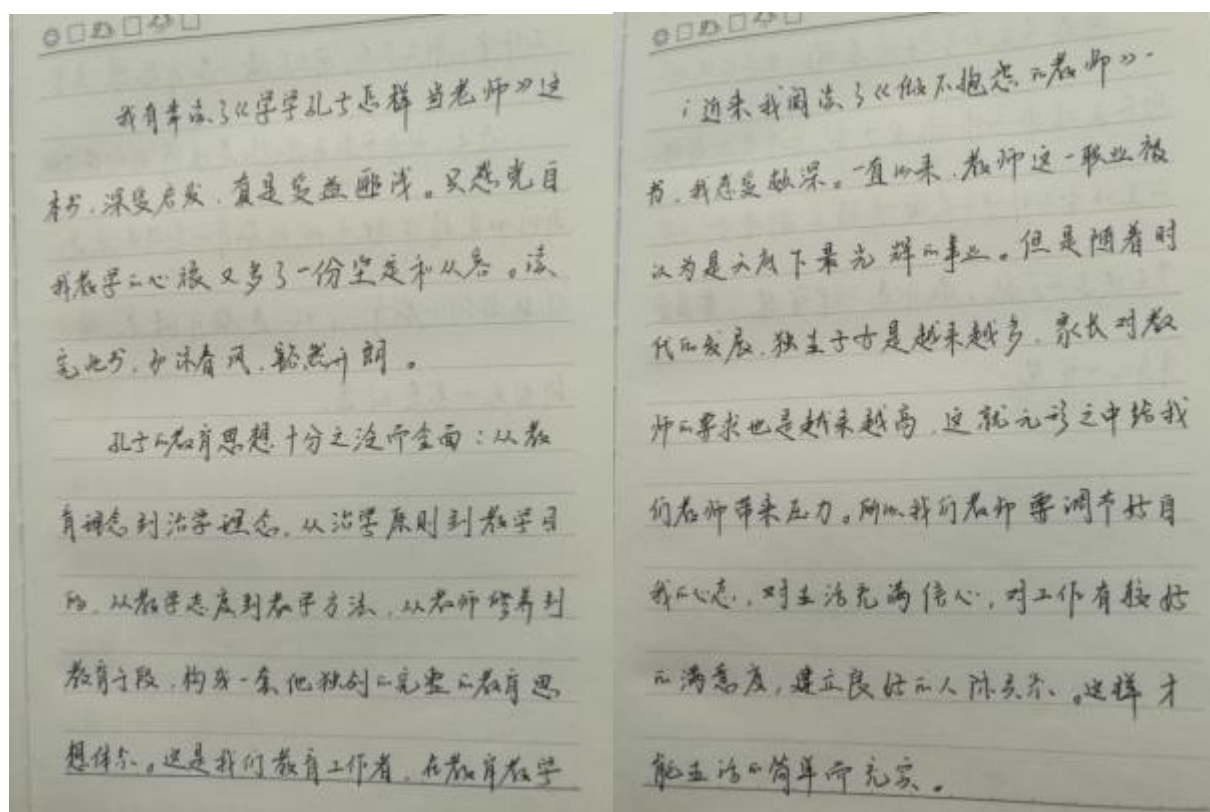 我有幸读了《学学孔子怎样当老师》这
本书，深受启发，真是受益匪浅。只感觉自
我教学的心境又多了一份坚定和从容。读
完此书，如沐春风，豁然开朗。
孔子的教育思想十分之泛而全面：从教
育理念到治学理念，从治学原则到教学目
的，从教学态度到教学方法，从教师修养到
教育手段，构成一套他独创的完整的教育思
想体系。这是我们教育工作者，在教育教学
近来我阅读了《做不抱怨的教师》一
书，我感受颇深。一直以来，教师这一职业被
认为是天底下最光辉的事业。但是随着时
代的发展，独生子女是越来越多，家长对教
师的要求也是越来越高，这就无形之中给我
们教师带来压力。所以我们教师要调节好自
我的心态，对生活充满信心，对工作有较好
的满意度，建立良好的人际关系。这样才
能生活的简单而充实。